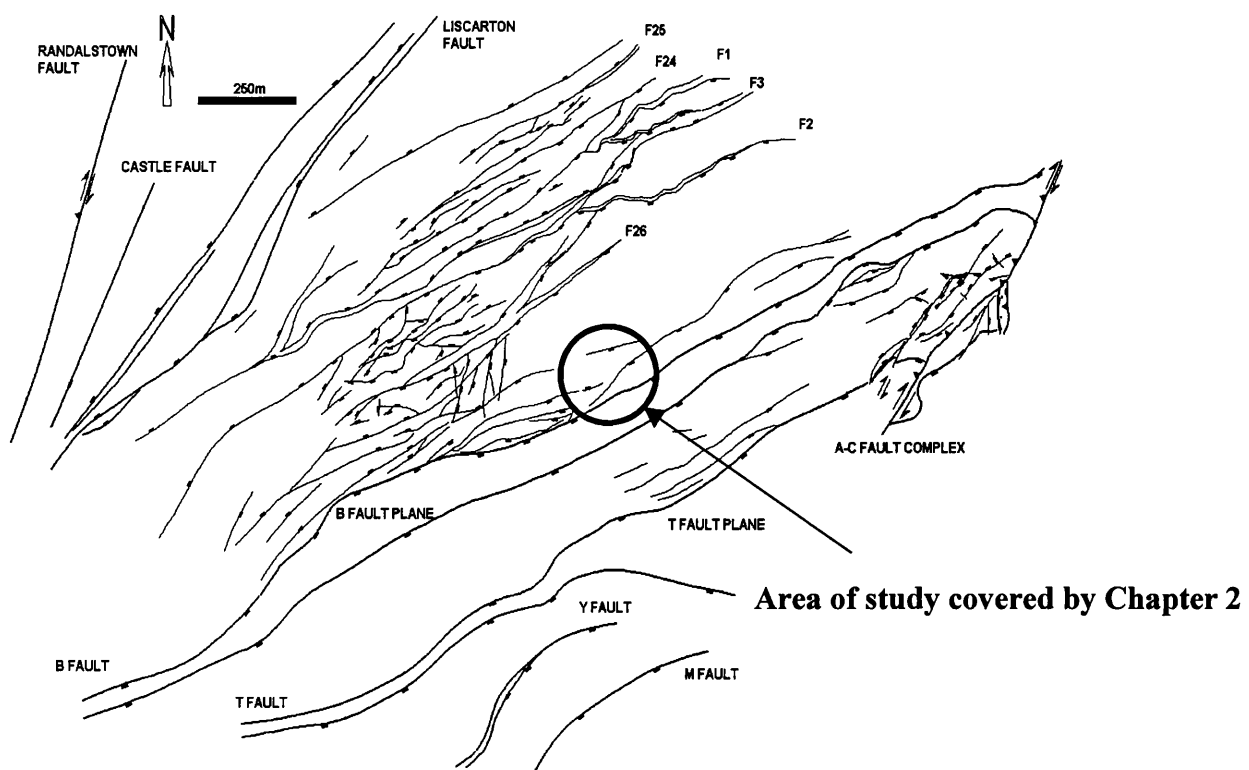 RANDALSTOWN
FAULT
N
250m
LISCARTON
FAULT
F25
F24
F1
F3
F2
CASTLE FAULT
F26
A-C FAULT COMPLEX
B FAULT PLANE
T FAULT PLANE
Area of study covered by Chapter 2
Y FAULT
B FAULT
T FAULT
M FAULT